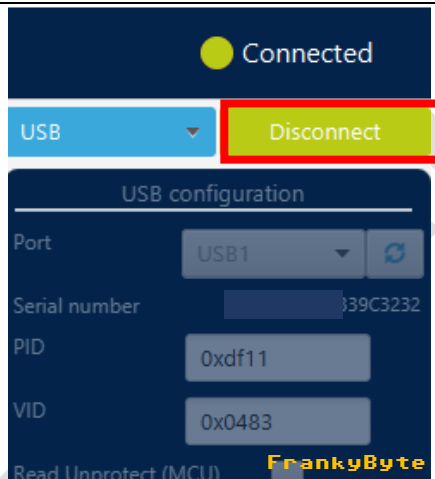 Connected
USB
Disconnect
USB configuration
Port
USB1
Serial number
339C3232
PID
0xdf11
VID
0x0483
Read Unprotect (MCU)
FrankyByte